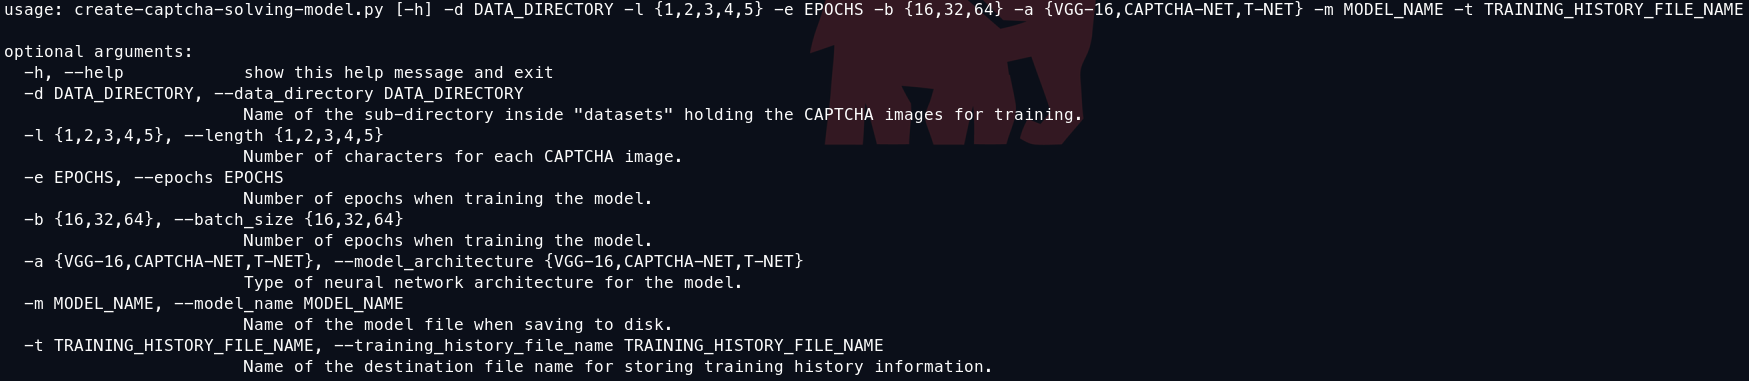 usage: create-captcha-solving-model.py [-h] -d DATA_DIRECTORY -l {1,2,3,4,5} -e EPOCHS -b {16,32,64} -a {VGG-16,CAPTCHA-NET,T-NET} -m MODEL_NAME -t TRAINING_HISTORY_FILE_NAME

optional arguments:
  -h, --help            show this help message and exit
  -d DATA_DIRECTORY, --data_directory DATA_DIRECTORY
                        Name of the sub-directory inside "datasets" holding the CAPTCHA images for training.
  -l {1,2,3,4,5}, --length {1,2,3,4,5}
                        Number of characters for each CAPTCHA image.
  -e EPOCHS, --epochs EPOCHS
                        Number of epochs when training the model.
  -b {16,32,64}, --batch_size {16,32,64}
                        Number of epochs when training the model.
  -a {VGG-16,CAPTCHA-NET,T-NET}, --model_architecture {VGG-16,CAPTCHA-NET,T-NET}
                        Type of neural network architecture for the model.
  -m MODEL_NAME, --model_name MODEL_NAME
                        Name of the model file when saving to disk.
  -t TRAINING_HISTORY_FILE_NAME, --training_history_file_name TRAINING_HISTORY_FILE_NAME
                        Name of the destination file name for storing training history information.